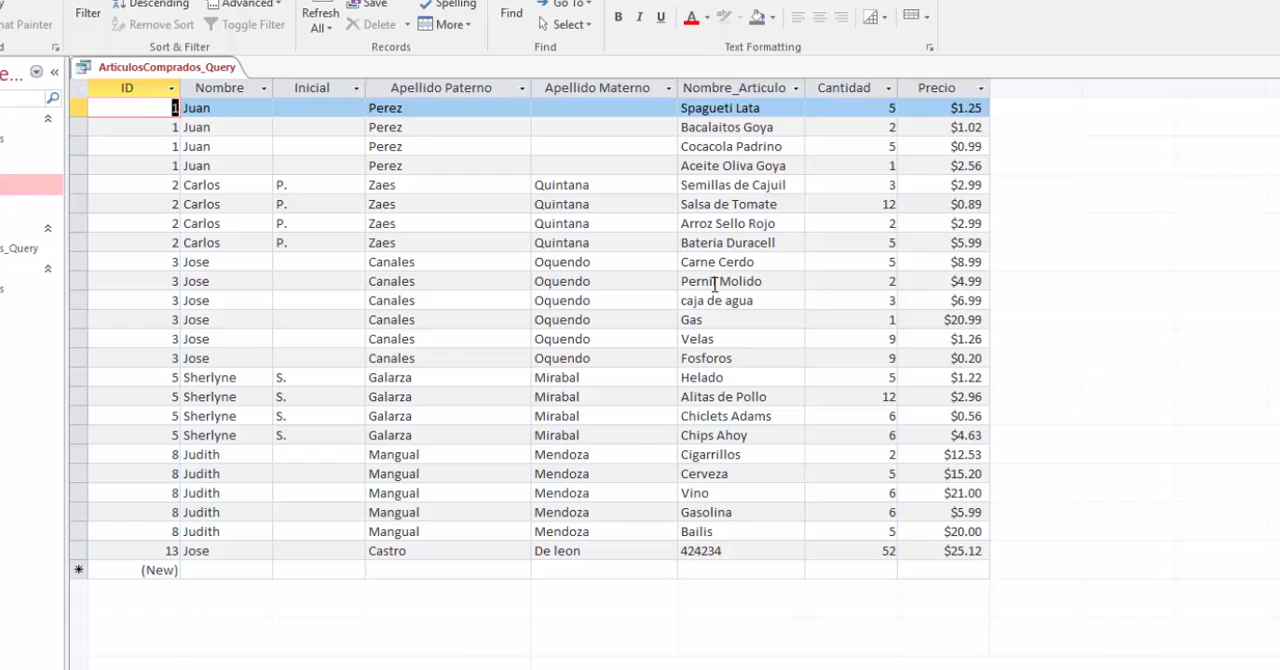 Descending Advanced Save Spelling Go To
Filter Remove Sort Toggle Filter Refresh All Delete More Find Select B I U A
at Painter
Sort & Filter Records Find Text Formatting
e... «
ArticulosComprados_Query
ID Nombre Inicial Apellido Paterno Apellido Materno Nombre_Articulo Cantidad Precio
1 Juan Perez Spagueti Lata 5 $1.25
1 Juan Perez Bacalaitos Goya 2 $1.02
1 Juan Perez Cocacola Padrino 5 $0.99
1 Juan Perez Aceite Oliva Goya 1 $2.56
2 Carlos P. Zaes Quintana Semillas de Cajuil 3 $2.99
2 Carlos P. Zaes Quintana Salsa de Tomate 12 $0.89
2 Carlos P. Zaes Quintana Arroz Sello Rojo 2 $2.99
2 Carlos P. Zaes Quintana Bateria Duracell 5 $5.99
s_Query
3 Jose Canales Oquendo Carne Cerdo 5 $8.99
3 Jose Canales Oquendo Pernil Molido 2 $4.99
3 Jose Canales Oquendo caja de agua 3 $6.99
3 Jose Canales Oquendo Gas 1 $20.99
3 Jose Canales Oquendo Velas 9 $1.26
3 Jose Canales Oquendo Fosforos 9 $0.20
5 Sherlyne S. Galarza Mirabal Helado 5 $1.22
5 Sherlyne S. Galarza Mirabal Alitas de Pollo 12 $2.96
5 Sherlyne S. Galarza Mirabal Chiclets Adams 6 $0.56
5 Sherlyne S. Galarza Mirabal Chips Ahoy 6 $4.63
8 Judith Mangual Mendoza Cigarrillos 2 $12.53
8 Judith Mangual Mendoza Cerveza 5 $15.20
8 Judith Mangual Mendoza Vino 6 $21.00
8 Judith Mangual Mendoza Gasolina 6 $5.99
8 Judith Mangual Mendoza Bailis 5 $20.00
13 Jose Castro De leon 424234 52 $25.12
* (New)